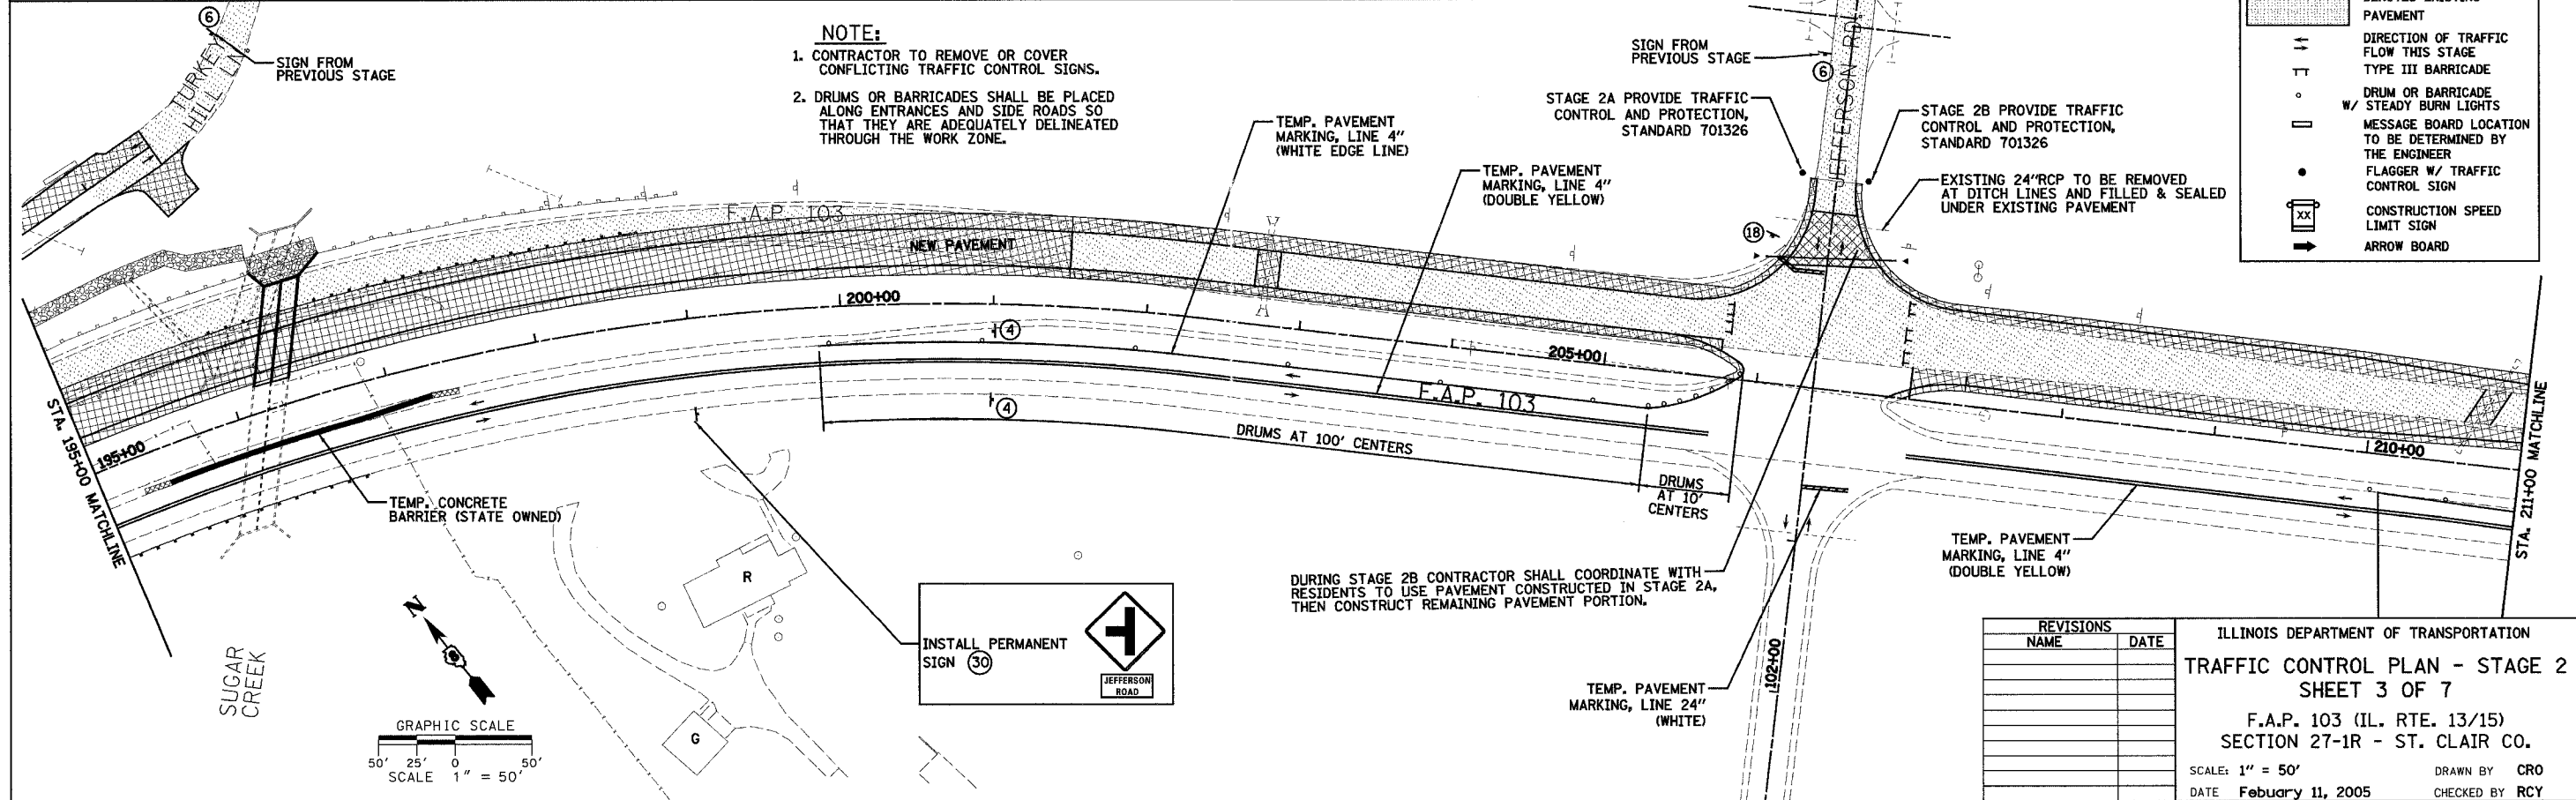 6
TURKEY
HILL LN.
SIGN FROM
PREVIOUS STAGE
NOTE:
1. CONTRACTOR TO REMOVE OR COVER
CONFLICTING TRAFFIC CONTROL SIGNS.
2. DRUMS OR BARRICADES SHALL BE PLACED
ALONG ENTRANCES AND SIDE ROADS SO
THAT THEY ARE ADEQUATELY DELINEATED
THROUGH THE WORK ZONE.
TEMP. PAVEMENT
MARKING, LINE 4"
(WHITE EDGE LINE)
TEMP. PAVEMENT
MARKING, LINE 4"
(DOUBLE YELLOW)
SIGN FROM
PREVIOUS STAGE
6
JEFFERSON RD.
STAGE 2A PROVIDE TRAFFIC
CONTROL AND PROTECTION,
STANDARD 701326
STAGE 2B PROVIDE TRAFFIC
CONTROL AND PROTECTION,
STANDARD 701326
EXISTING 24"RCP TO BE REMOVED
AT DITCH LINES AND FILLED & SEALED
UNDER EXISTING PAVEMENT
18
PAVEMENT
DIRECTION OF TRAFFIC
FLOW THIS STAGE
TYPE III BARRICADE
DRUM OR BARRICADE
W/ STEADY BURN LIGHTS
MESSAGE BOARD LOCATION
TO BE DETERMINED BY
THE ENGINEER
FLAGGER W/ TRAFFIC
CONTROL SIGN
XX
CONSTRUCTION SPEED
LIMIT SIGN
ARROW BOARD
F.A.P. 103
NEW PAVEMENT
200+00
4
4
205+00
F.A.P. 103
210+00
195+00
STA. 195+00 MATCHLINE
STA. 211+00 MATCHLINE
DRUMS AT 100' CENTERS
DRUMS
AT 10'
CENTERS
TEMP. CONCRETE
BARRIER (STATE OWNED)
R
G
SUGAR
CREEK
N
GRAPHIC SCALE
50' 25' 0 50'
SCALE 1" = 50'
INSTALL PERMANENT
SIGN 30
JEFFERSON
ROAD
DURING STAGE 2B CONTRACTOR SHALL COORDINATE WITH
RESIDENTS TO USE PAVEMENT CONSTRUCTED IN STAGE 2A,
THEN CONSTRUCT REMAINING PAVEMENT PORTION.
TEMP. PAVEMENT
MARKING, LINE 24"
(WHITE)
102+00
TEMP. PAVEMENT
MARKING, LINE 4"
(DOUBLE YELLOW)
REVISIONS
NAME DATE
ILLINOIS DEPARTMENT OF TRANSPORTATION
TRAFFIC CONTROL PLAN - STAGE 2
SHEET 3 OF 7
F.A.P. 103 (IL. RTE. 13/15)
SECTION 27-1R - ST. CLAIR CO.
SCALE: 1" = 50' DRAWN BY CRO
DATE Febuary 11, 2005 CHECKED BY RCY